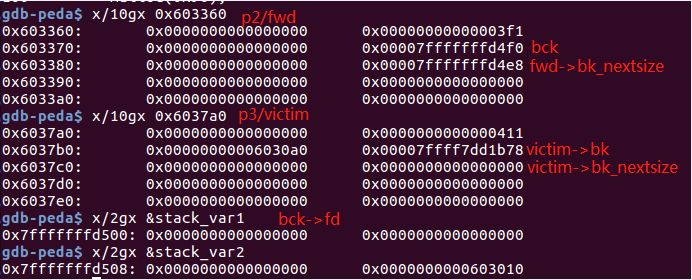 .gdb-peda$ x/10gx 0x603360 p2/fwd
.0x603360: 0x0000000000000000 0x00000000000003f1
.0x603370: 0x0000000000000000 0x00007fffffffd4f0 bck
.0x603380: 0x0000000000000000 0x00007fffffffd4e8 fwd->bk_nextsize
.0x603390: 0x0000000000000000 0x0000000000000000
.0x6033a0: 0x0000000000000000 0x0000000000000000
.gdb-peda$ x/10gx 0x6037a0 p3/victim
.0x6037a0: 0x0000000000000000 0x0000000000000411
.0x6037b0: 0x00000000006030a0 0x00007ffff7dd1b78 victim->bk
.0x6037c0: 0x0000000000000000 0x0000000000000000 victim->bk_nextsize
.0x6037d0: 0x0000000000000000 0x0000000000000000
.0x6037e0: 0x0000000000000000 0x0000000000000000
.gdb-peda$ x/2gx &stack_var1 bck->fd
.0x7fffffffd500: 0x0000000000000000 0x0000000000000000
.gdb-peda$ x/2gx &stack_var2
.0x7fffffffd508: 0x0000000000000000 0x0000000000603010